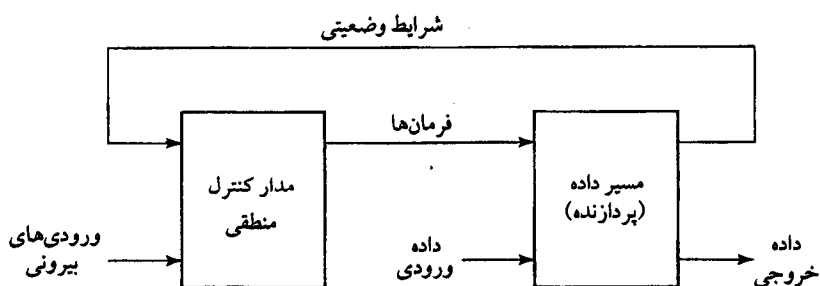 شرایط وضعیتی
فرمان‌ها
مدار کنترل
منطقی
مسیر داده
(پردازنده)
ورودی‌های
بیرونی
داده
ورودی
داده
خروجی